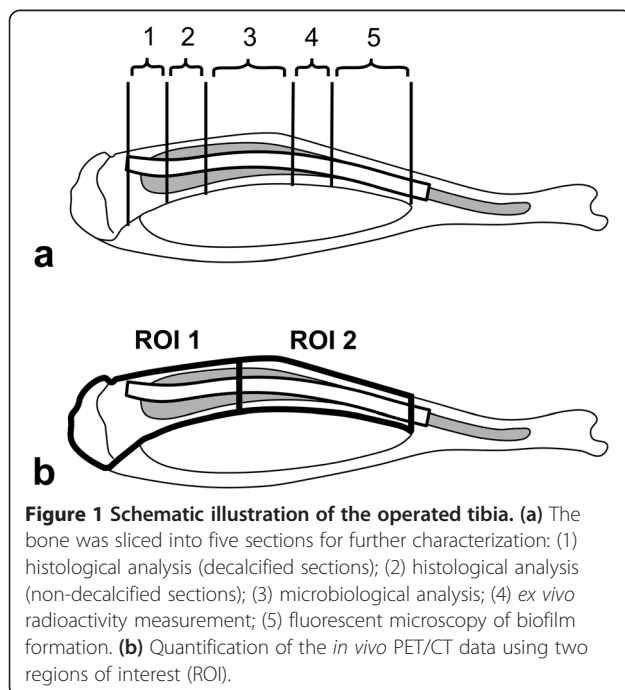 1 2 3 4 5
a
ROI 1 ROI 2
b
Figure 1 Schematic illustration of the operated tibia. (a) The
bone was sliced into five sections for further characterization: (1)
histological analysis (decalcified sections); (2) histological analysis
(non-decalcified sections); (3) microbiological analysis; (4) ex vivo
radioactivity measurement; (5) fluorescent microscopy of biofilm
formation. (b) Quantification of the in vivo PET/CT data using two
regions of interest (ROI).